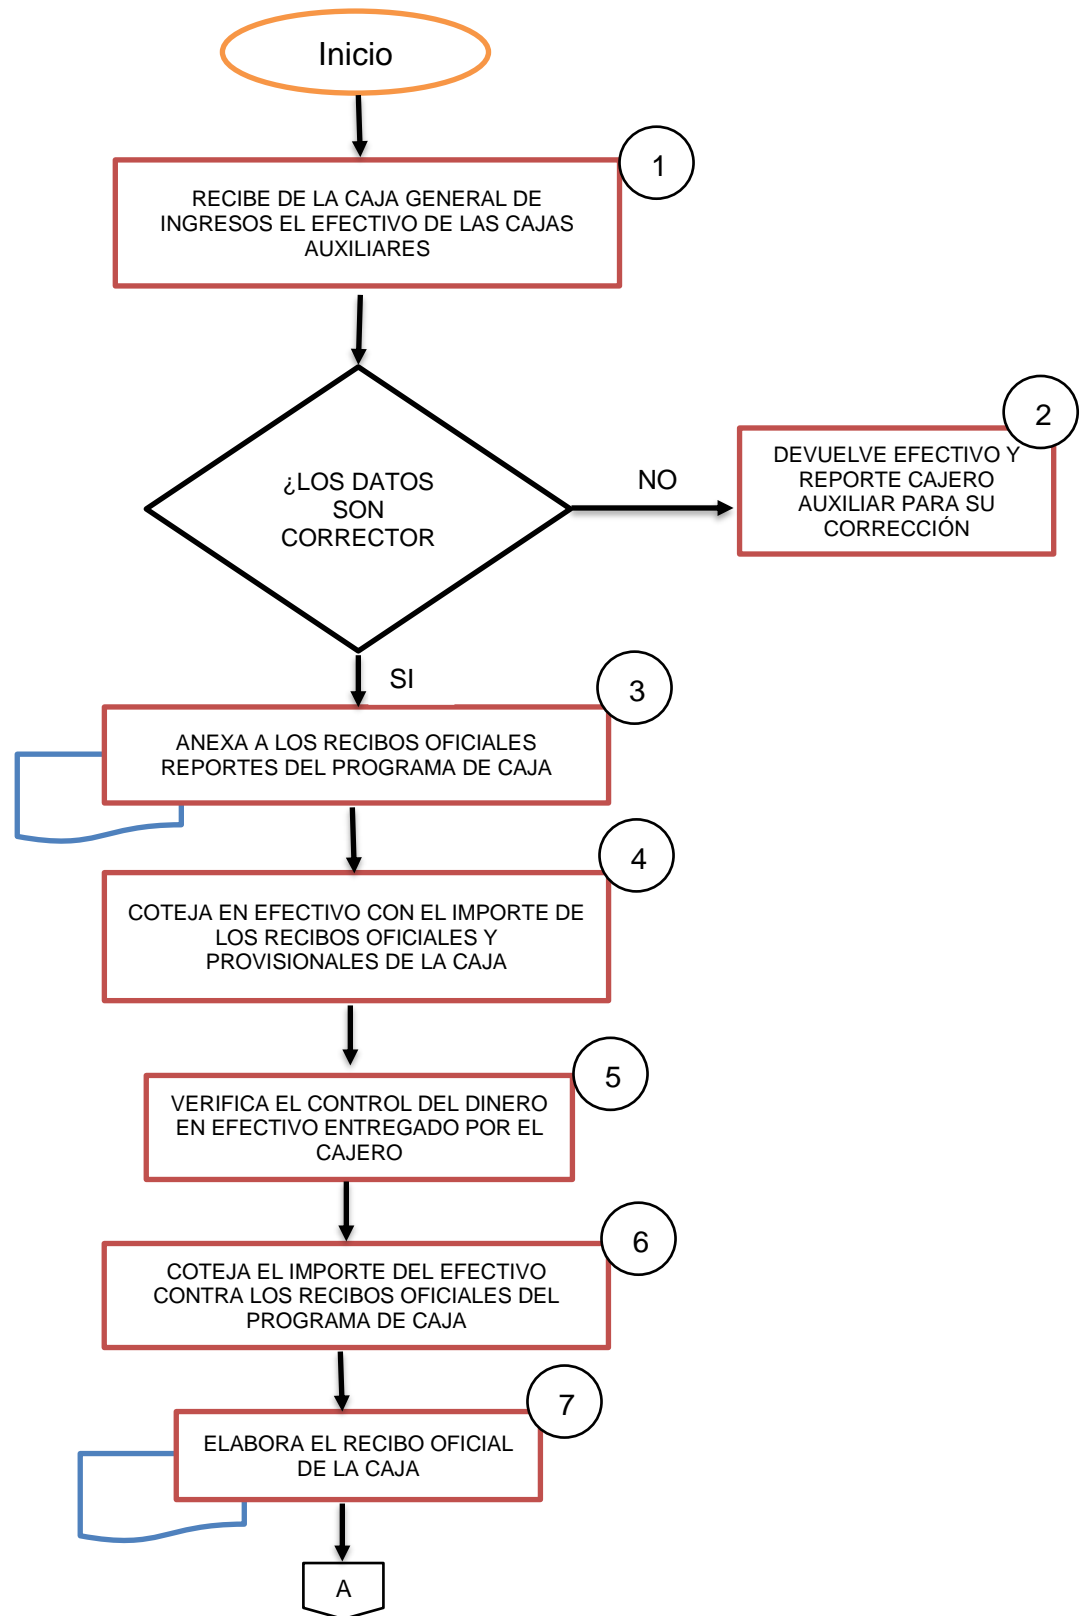 Inicio
1
RECIBE DE LA CAJA GENERAL DE
INGRESOS EL EFECTIVO DE LAS CAJAS
AUXILIARES
¿LOS DATOS
SON
CORRECTOR
NO
2
DEVUELVE EFECTIVO Y
REPORTE CAJERO
AUXILIAR PARA SU
CORRECCIÓN
SI
3
ANEXA A LOS RECIBOS OFICIALES
REPORTES DEL PROGRAMA DE CAJA
4
COTEJA EN EFECTIVO CON EL IMPORTE DE
LOS RECIBOS OFICIALES Y
PROVISIONALES DE LA CAJA
5
VERIFICA EL CONTROL DEL DINERO
EN EFECTIVO ENTREGADO POR EL
CAJERO
6
COTEJA EL IMPORTE DEL EFECTIVO
CONTRA LOS RECIBOS OFICIALES DEL
PROGRAMA DE CAJA
7
ELABORA EL RECIBO OFICIAL
DE LA CAJA
A